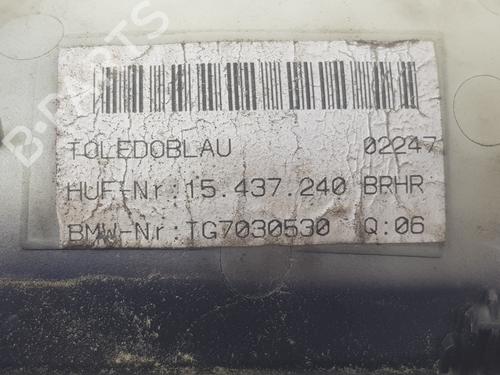 B-PARTS
TOLEDOBLAU 02247
HUF-Nr:15.437.240 BRHR
BMW-Nr:TG7030530 Q:06